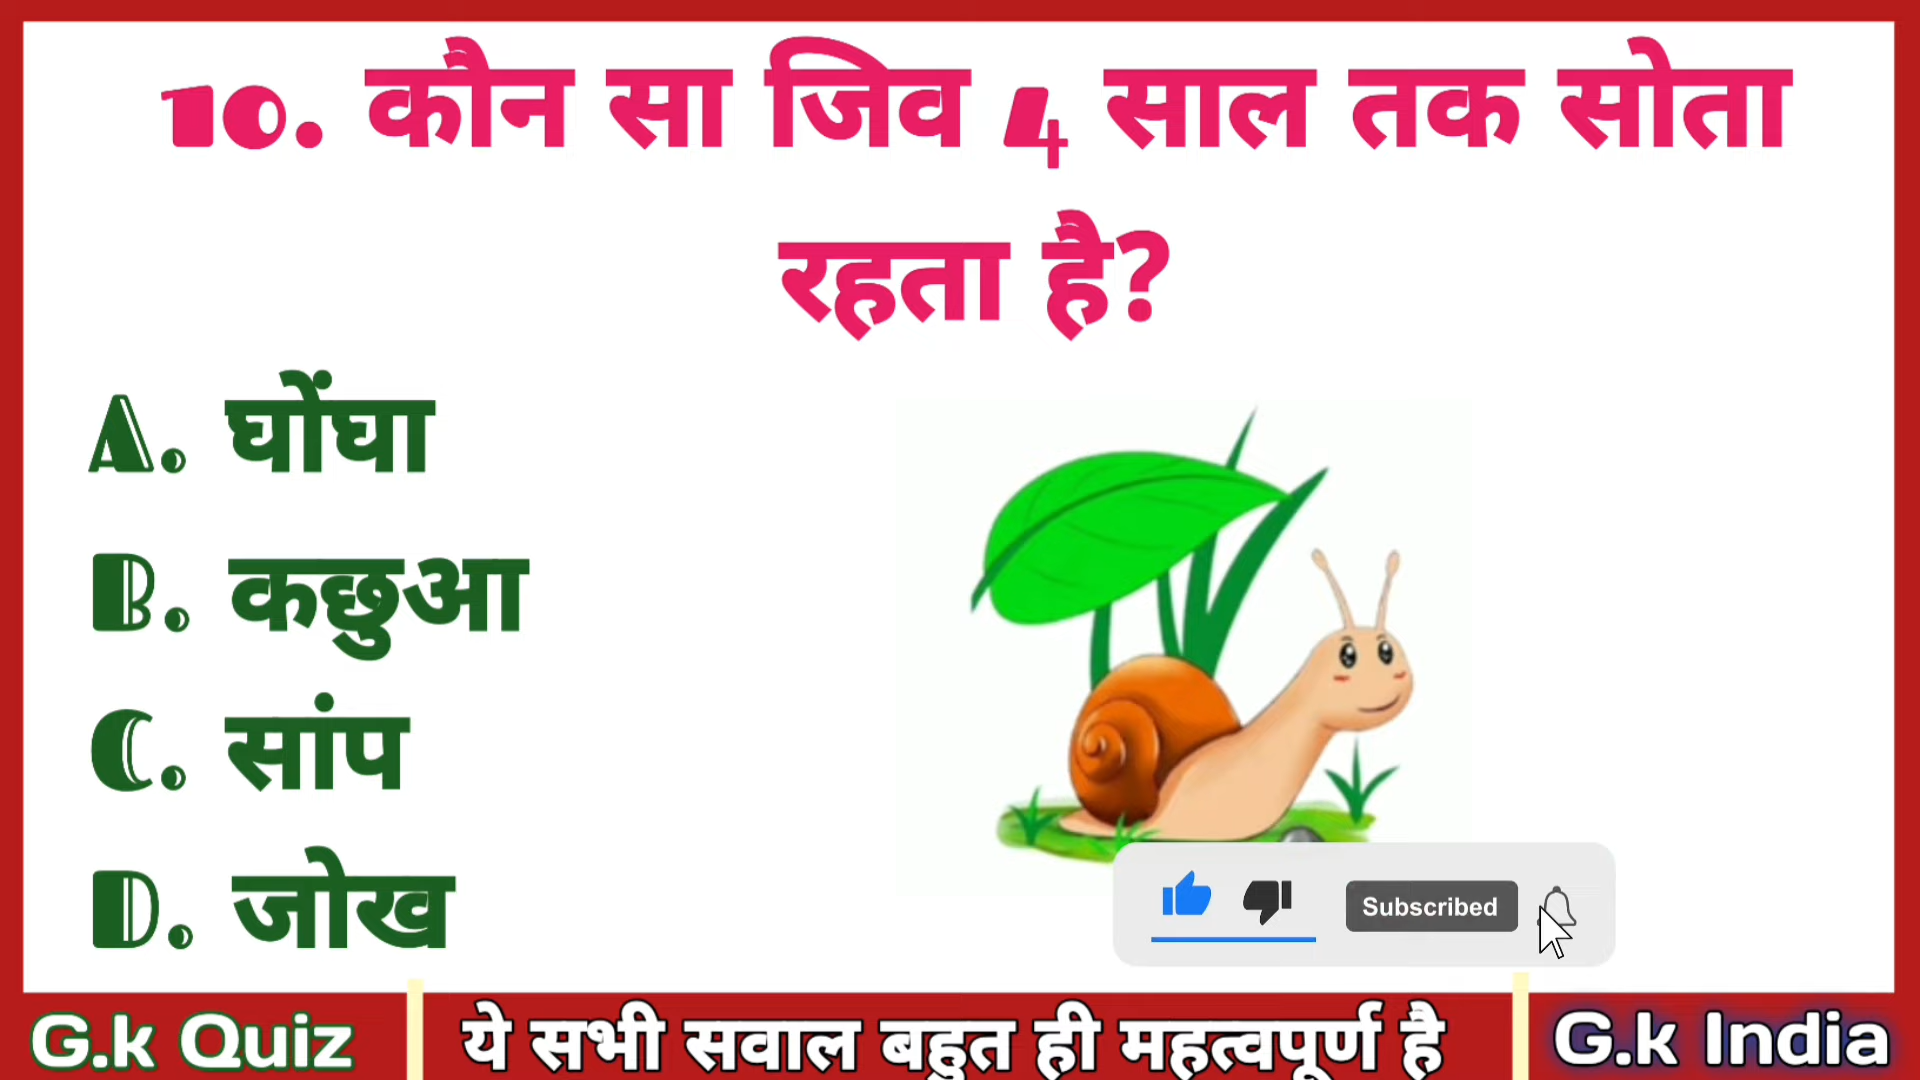 10. कौन सा जिव 4 साल तक सोता
रहता है?
A. घोंघा
B. कछुआ
C. सांप
D. जोख
Subscribed
G.k Quiz
ये सभी सवाल बहुत ही महत्वपूर्ण है
G.k India